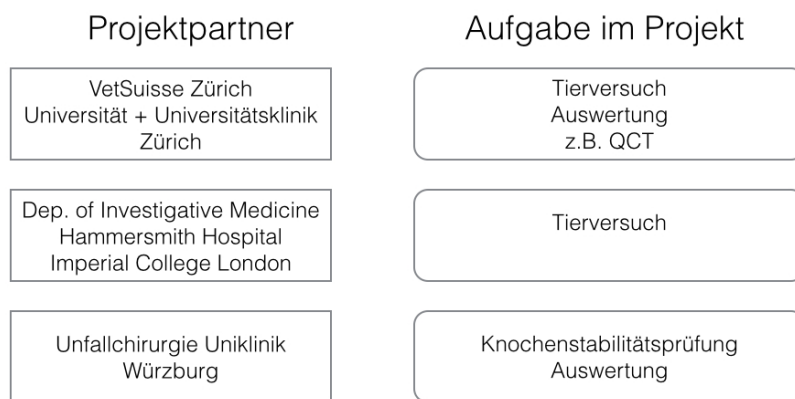 Projektpartner
Aufgabe im Projekt
VetSuisse Zürich
Universität + Universitätsklinik
Zürich
Tierversuch
Auswertung
z.B. QCT
Dep. of Investigative Medicine
Hammersmith Hospital
Imperial College London
Tierversuch
Unfallchirurgie Uniklinik
Würzburg
Knochenstabilitätsprüfung
Auswertung